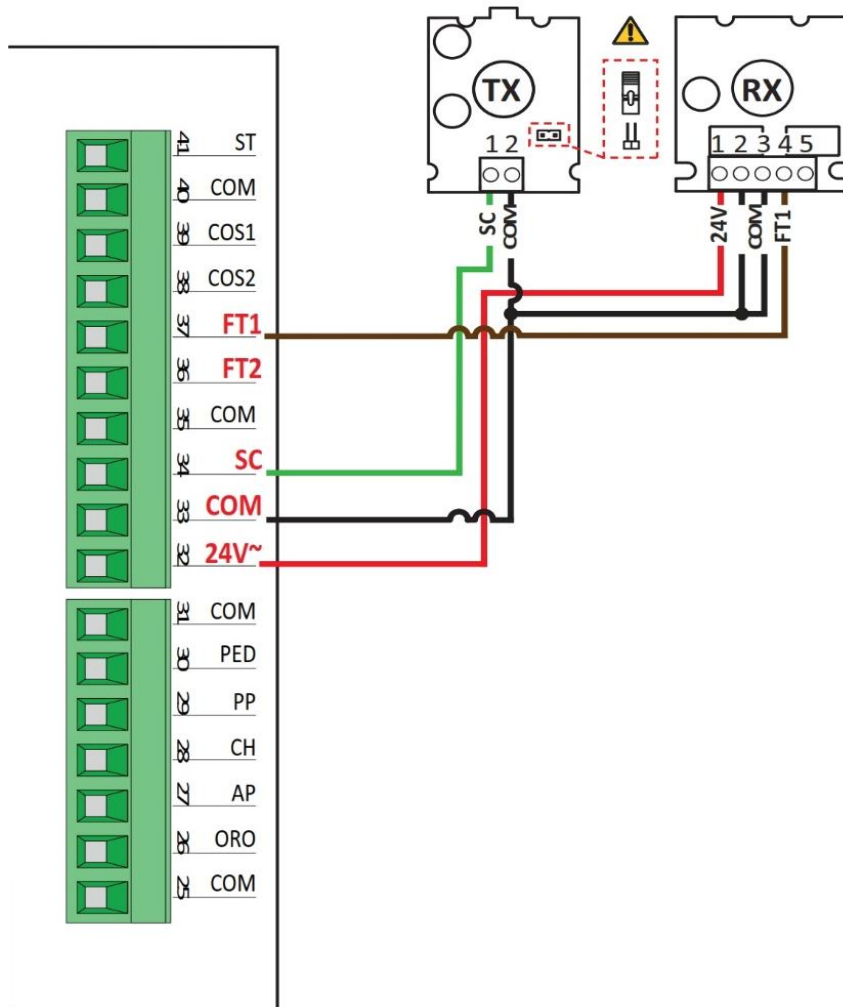 TX
1 2
SC
COM
RX
1 2 3 4 5
24V
COM
FT1
41 ST
40 COM
39 COS1
38 COS2
37 FT1
36 FT2
35 COM
34 SC
33 COM
32 24V~
31 COM
30 PED
29 PP
28 CH
27 AP
26 ORO
25 COM